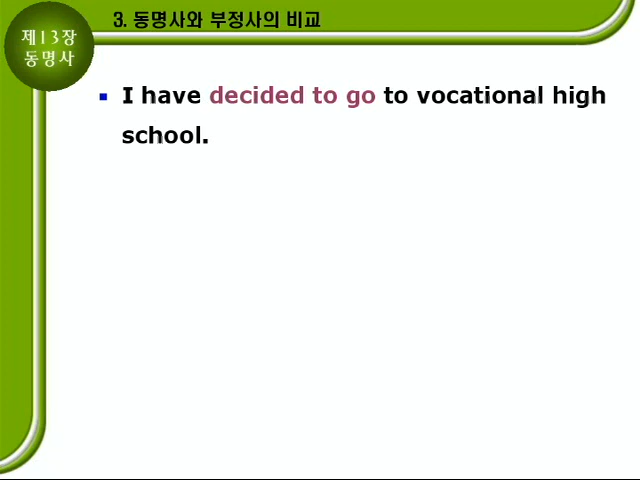 3. 동명사와 부정사의 비교
제13장
동명사
I have decided to go to vocational high
school.